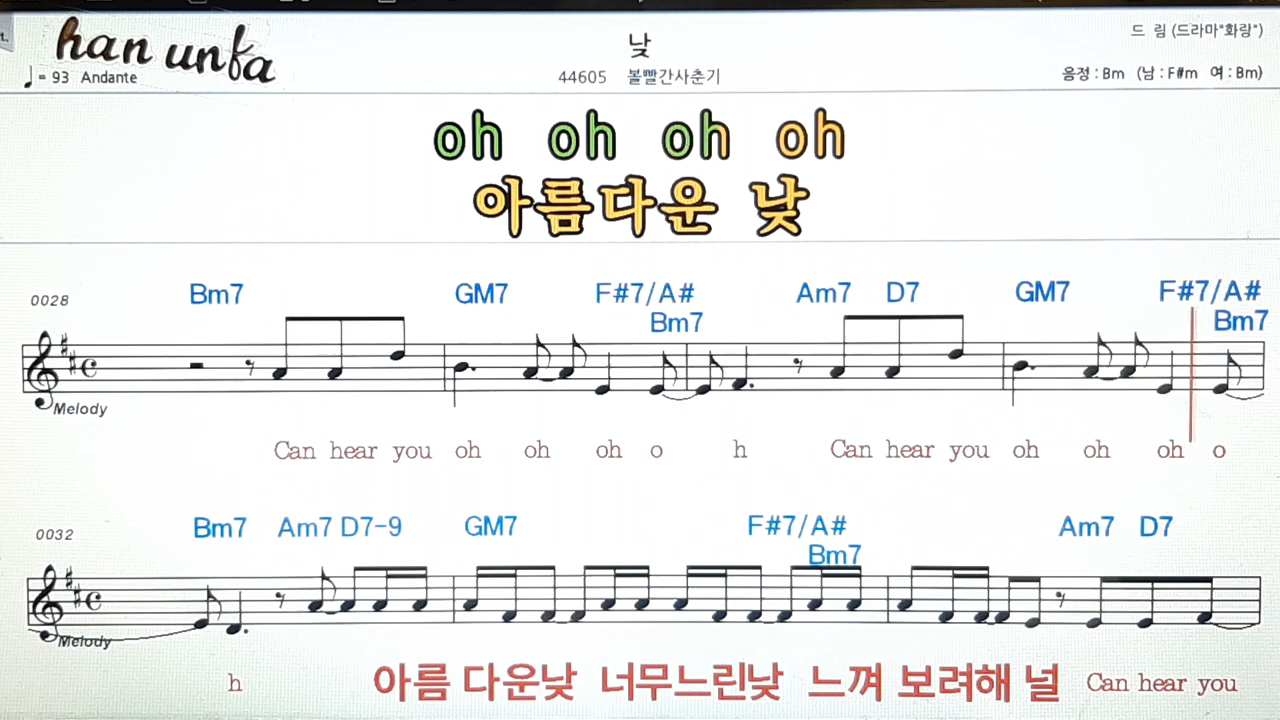 han unfa
♩= 93 Andante
낮
44605 볼빨간사춘기
드 림 (드라마"화랑")
음정 : Bm (남 : F#m 여 : Bm)
oh oh oh oh
아름다운 낮
0028 Bm7 GM7 F#7/A# Am7 D7 GM7 F#7/A#
Bm7 Bm7
Melody
Can hear you oh oh oh o h Can hear you oh oh oh o
0032 Bm7 Am7 D7-9 GM7 F#7/A# Am7 D7
Bm7
Melody
h 아름 다운낮 너무느린낮 느껴 보려해 널 Can hear you